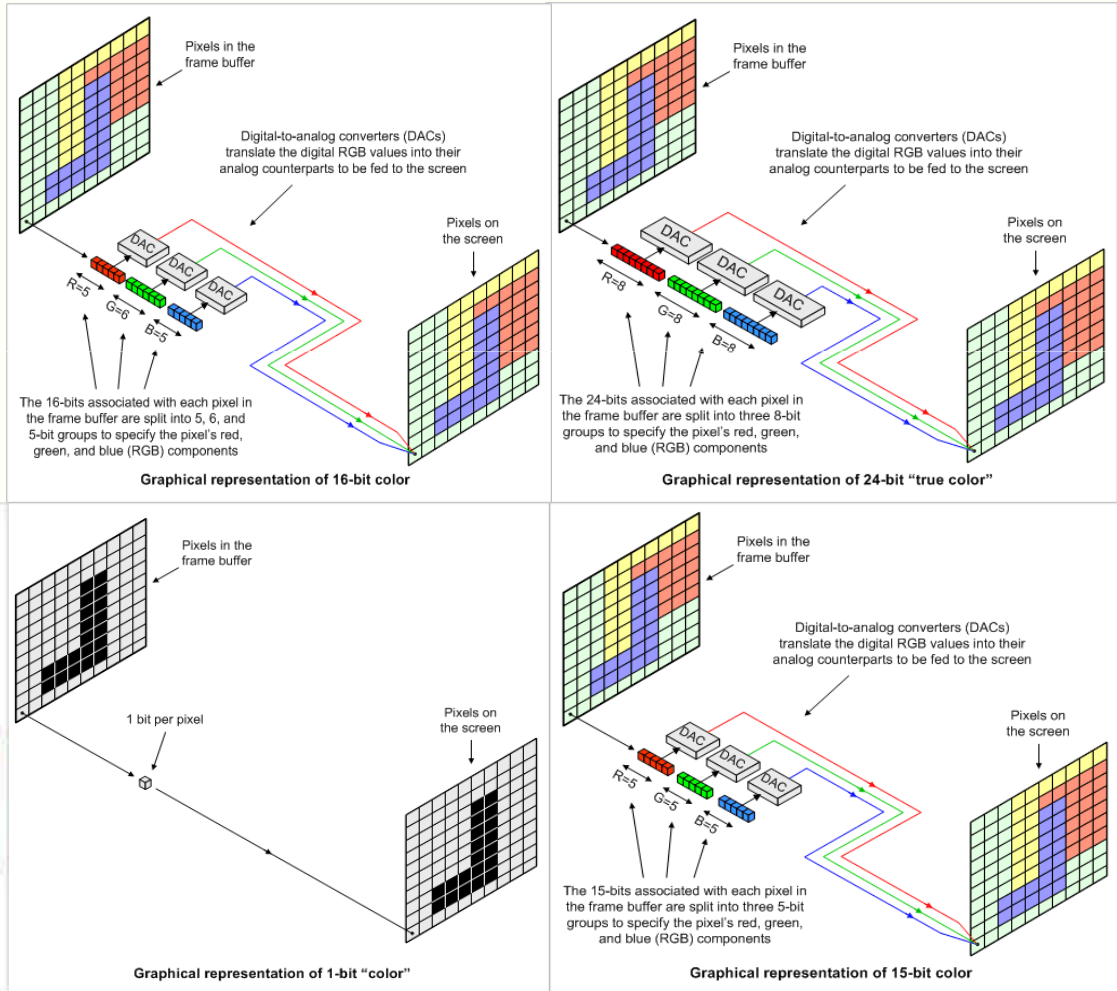 Pixels in the
frame buffer
Digital-to-analog converters (DACs)
translate the digital RGB values into their
analog counterparts to be fed to the screen
Pixels on
the screen
DAC
DAC
DAC
R=5
G=6
B=5
The 16-bits associated with each pixel in
the frame buffer are split into 5, 6, and
5-bit groups to specify the pixel's red,
green, and blue (RGB) components
Graphical representation of 16-bit color
Pixels in the
frame buffer
Digital-to-analog converters (DACs)
translate the digital RGB values into their
analog counterparts to be fed to the screen
Pixels on
the screen
DAC
DAC
DAC
R=8
G=8
B=8
The 24-bits associated with each pixel in
the frame buffer are split into three 8-bit
groups to specify the pixel's red, green,
and blue (RGB) components
Graphical representation of 24-bit “true color”
Pixels in the
frame buffer
1 bit per pixel
Pixels on
the screen
Graphical representation of 1-bit “color”
Pixels in the
frame buffer
Digital-to-analog converters (DACs)
translate the digital RGB values into their
analog counterparts to be fed to the screen
Pixels on
the screen
DAC
DAC
DAC
R=5
G=5
B=5
The 15-bits associated with each pixel in
the frame buffer are split into three 5-bit
groups to specify the pixel's red, green,
and blue (RGB) components
Graphical representation of 15-bit color